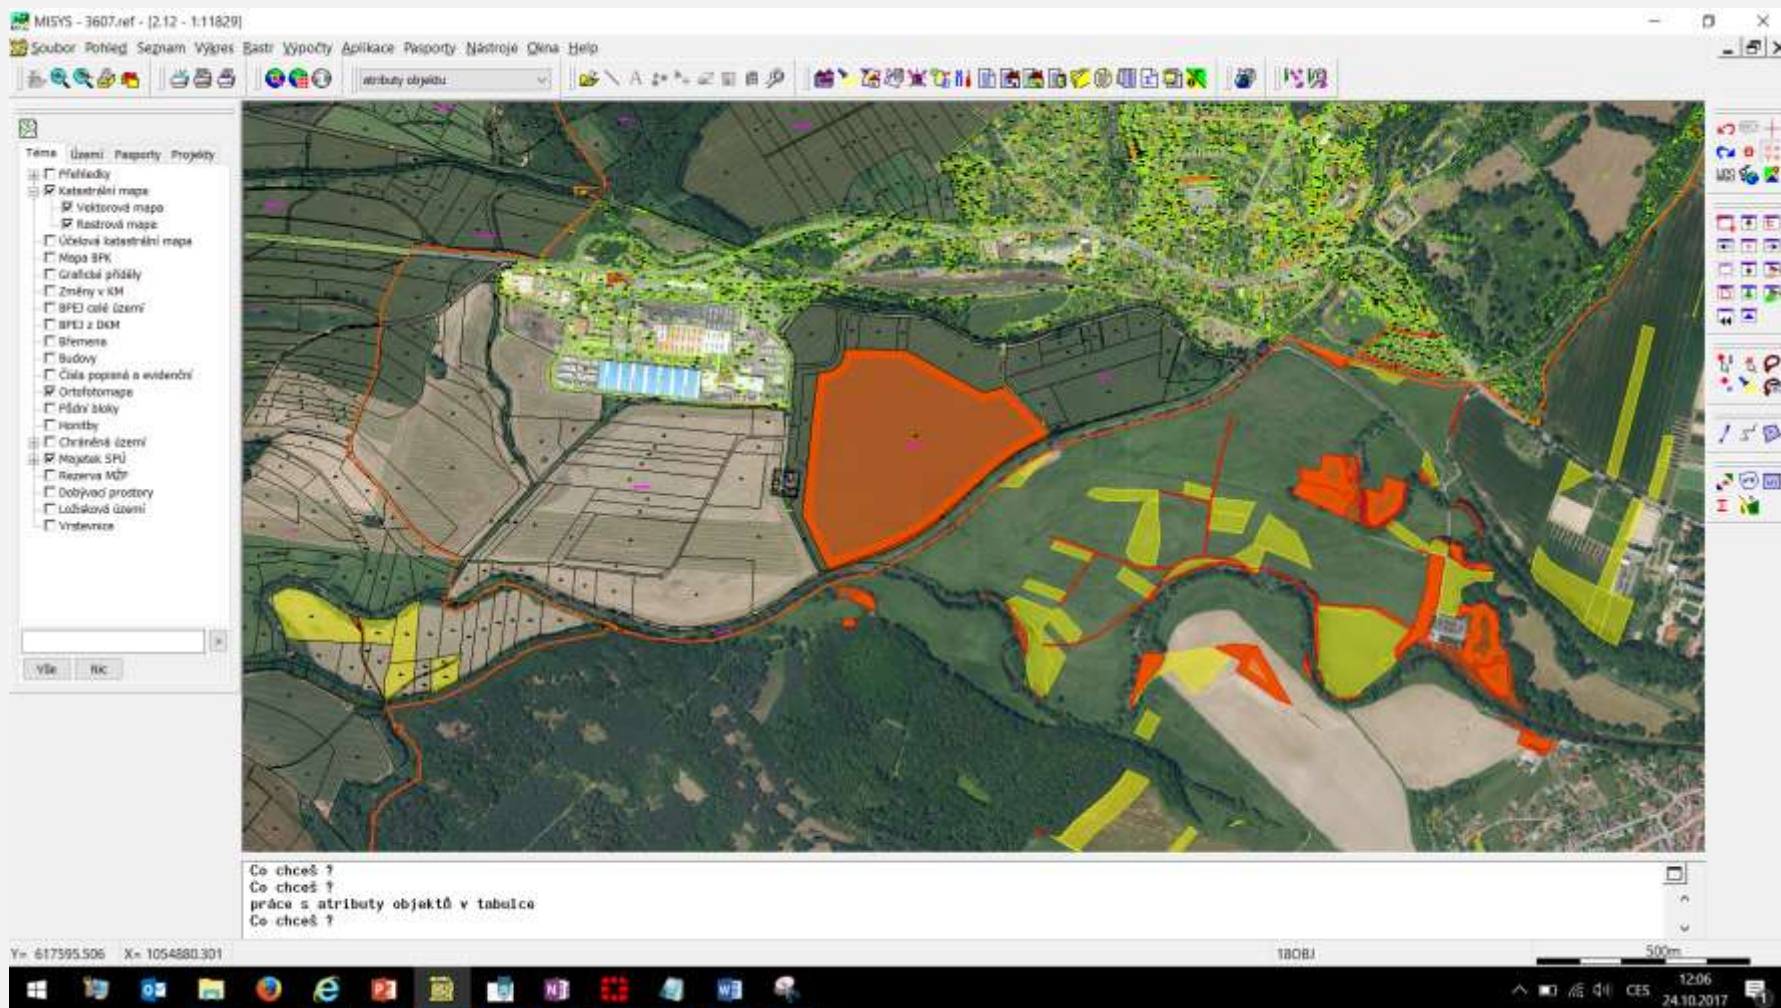 MISYS - 3607.ref - [2.12 - 1:11829]
Soubor Pohled Seznam Výkres Rastr Výpočty Aplikace Pasporty Nástroje Okna Help
atributy objektu
Téma Území Pasporty Projekty
Přehledky
Katastrální mapa
Vektorová mapa
Rastrová mapa
Účelová katastrální mapa
Mapa BPK
Grafické příděly
Změny v KM
BPEJ celé území
BPEJ z DKM
Břemena
Budovy
Čísla popisná a evidenční
Ortofotomapa
Půdní bloky
Honitby
Chráněná území
Majetek SPÚ
Rezerva MŽP
Dobývací prostory
Ložisková území
Vrstevnice
Vše Nic
Co chceš ?
Co chceš ?
práce s atributy objektů v tabulce
Co chceš ?
Y= 617595.506 X= 1054880.301
18OBJ
500m
CES
12:06
24.10.2017